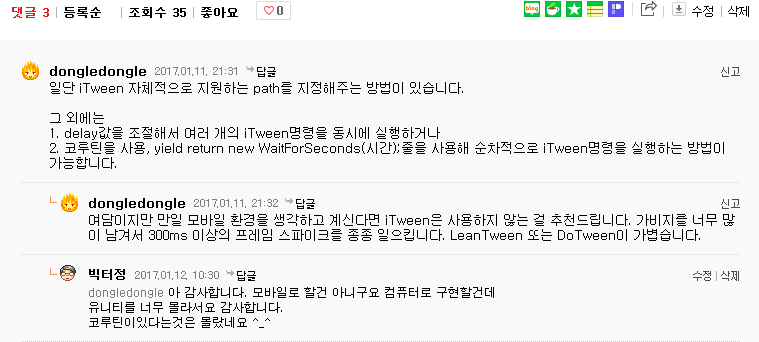 댓글 3 | 등록순 | 조회수 35 | 좋아요 ♡0 blog | 수정 | 삭제
dongledongle 2017.01.11. 21:31 답글 신고
일단 iTween 자체적으로 지원하는 path를 지정해주는 방법이 있습니다.
그 외에는
1. delay값을 조절해서 여러 개의 iTween명령을 동시에 실행하거나
2. 코루틴을 사용, yield return new WaitForSeconds(시간);줄을 사용해 순차적으로 iTween명령을 실행하는 방법이
가능합니다.
dongledongle 2017.01.11. 21:32 답글 신고
여담이지만 만일 모바일 환경을 생각하고 계신다면 iTween은 사용하지 않는 걸 추천드립니다. 가비지를 너무 많
이 남겨서 300ms 이상의 프레임 스파이크를 종종 일으킵니다. LeanTween 또는 DoTween이 가볍습니다.
빅터정 2017.01.12. 10:30 답글 수정 | 삭제
dongledongle 아 감사합니다. 모바일로 할건 아니구요 컴퓨터로 구현할건데
유니티를 너무 몰라서요 감사합니다.
코루틴이있다는것은 몰랐네요 ^_^